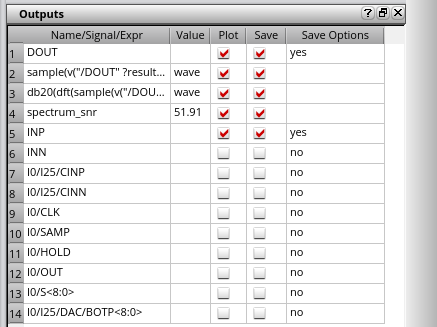 Outputs
Name/Signal/Expr Value Plot Save Save Options
1 DOUT yes
2 sample(v("/DOUT" ?result... wave
3 db20(dft(sample(v("/DOU... wave
4 spectrum_snr 51.91
5 INP yes
6 INN no
7 I0/I25/CINP no
8 I0/I25/CINN no
9 I0/CLK no
10 I0/SAMP no
11 I0/HOLD no
12 I0/OUT no
13 I0/S<8:0> no
14 I0/I25/DAC/BOTP<8:0> no